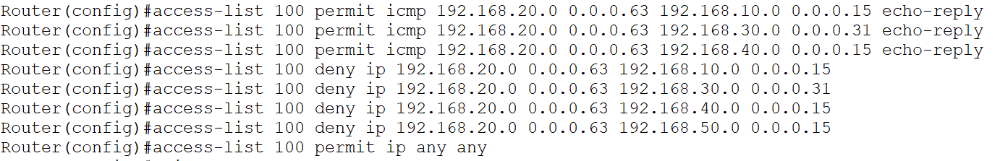 Router(config)#access-list 100 permit icmp 192.168.20.0 0.0.0.63 192.168.10.0 0.0.0.15 echo-reply
Router(config)#access-list 100 permit icmp 192.168.20.0 0.0.0.63 192.168.30.0 0.0.0.31 echo-reply
Router(config)#access-list 100 permit icmp 192.168.20.0 0.0.0.63 192.168.40.0 0.0.0.15 echo-reply
Router(config)#access-list 100 deny ip 192.168.20.0 0.0.0.63 192.168.10.0 0.0.0.15
Router(config)#access-list 100 deny ip 192.168.20.0 0.0.0.63 192.168.30.0 0.0.0.31
Router(config)#access-list 100 deny ip 192.168.20.0 0.0.0.63 192.168.40.0 0.0.0.15
Router(config)#access-list 100 deny ip 192.168.20.0 0.0.0.63 192.168.50.0 0.0.0.15
Router(config)#access-list 100 permit ip any any